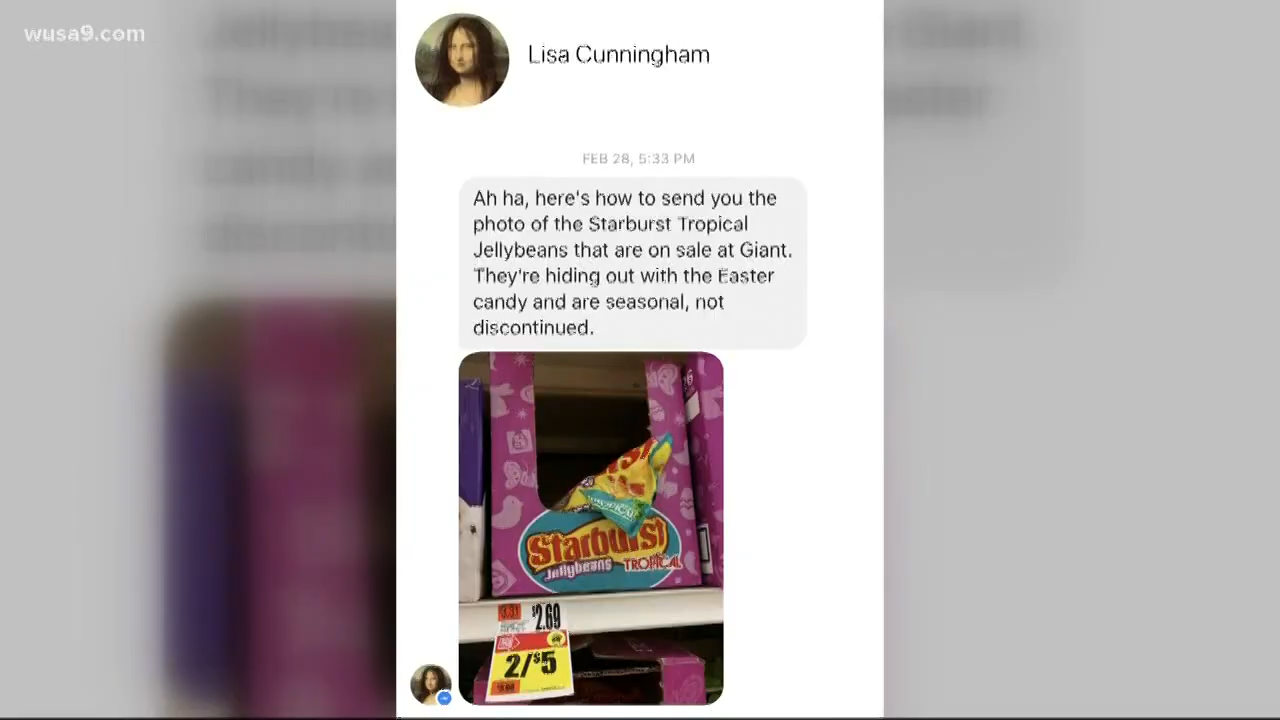 wusa9.com
Lisa Cunningham
FEB 28, 5:33 PM
Ah ha, here's how to send you the
photo of the Starburst Tropical
Jellybeans that are on sale at Giant.
They're hiding out with the Easter
candy and are seasonal, not
discontinued.
Starburst
Jellybeans TROPICAL
$2.69
2/$5